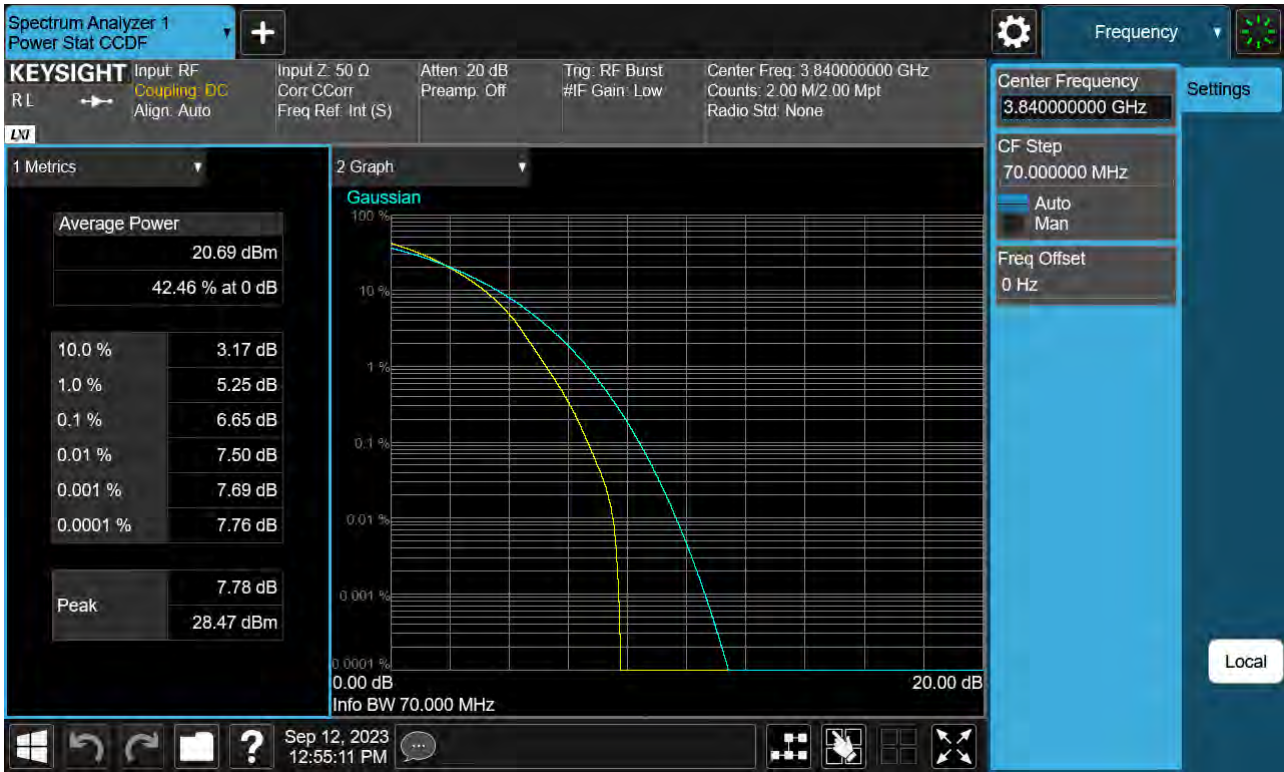 Spectrum Analyzer 1
Power Stat CCDF
+
Frequency
KEYSIGHT
R L
LXI
Input: RF
Coupling: DC
Align: Auto
Input Z: 50 Ω
Corr CCorr
Freq Ref: Int (S)
Atten: 20 dB
Preamp: Off
Trig: RF Burst
#IF Gain: Low
Center Freq: 3.840000000 GHz
Counts: 2.00 M/2.00 Mpt
Radio Std: None
Center Frequency
3.840000000 GHz
Settings
CF Step
70.000000 MHz
Auto
Man
Freq Offset
0 Hz
1 Metrics
Average Power
20.69 dBm
42.46 % at 0 dB
10.0 % 3.17 dB
1.0 % 5.25 dB
0.1 % 6.65 dB
0.01 % 7.50 dB
0.001 % 7.69 dB
0.0001 % 7.76 dB
Peak 7.78 dB
28.47 dBm
2 Graph
Gaussian
100 %
10 %
1 %
0.1 %
0.01 %
0.001 %
0.0001 %
0.00 dB 20.00 dB
Info BW 70.000 MHz
Local
?
Sep 12, 2023
12:55:11 PM